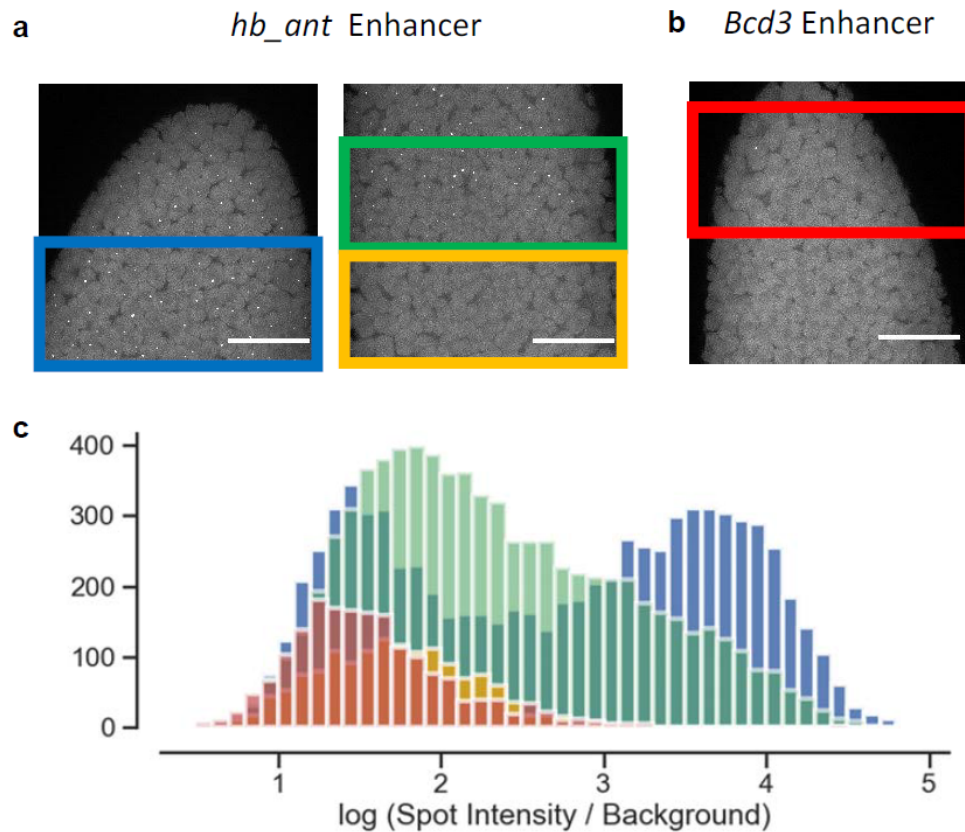 a
hb_ant Enhancer
b
Bcd3 Enhancer
c
400
300
200
100
0
1 2 3 4 5
log (Spot Intensity / Background)